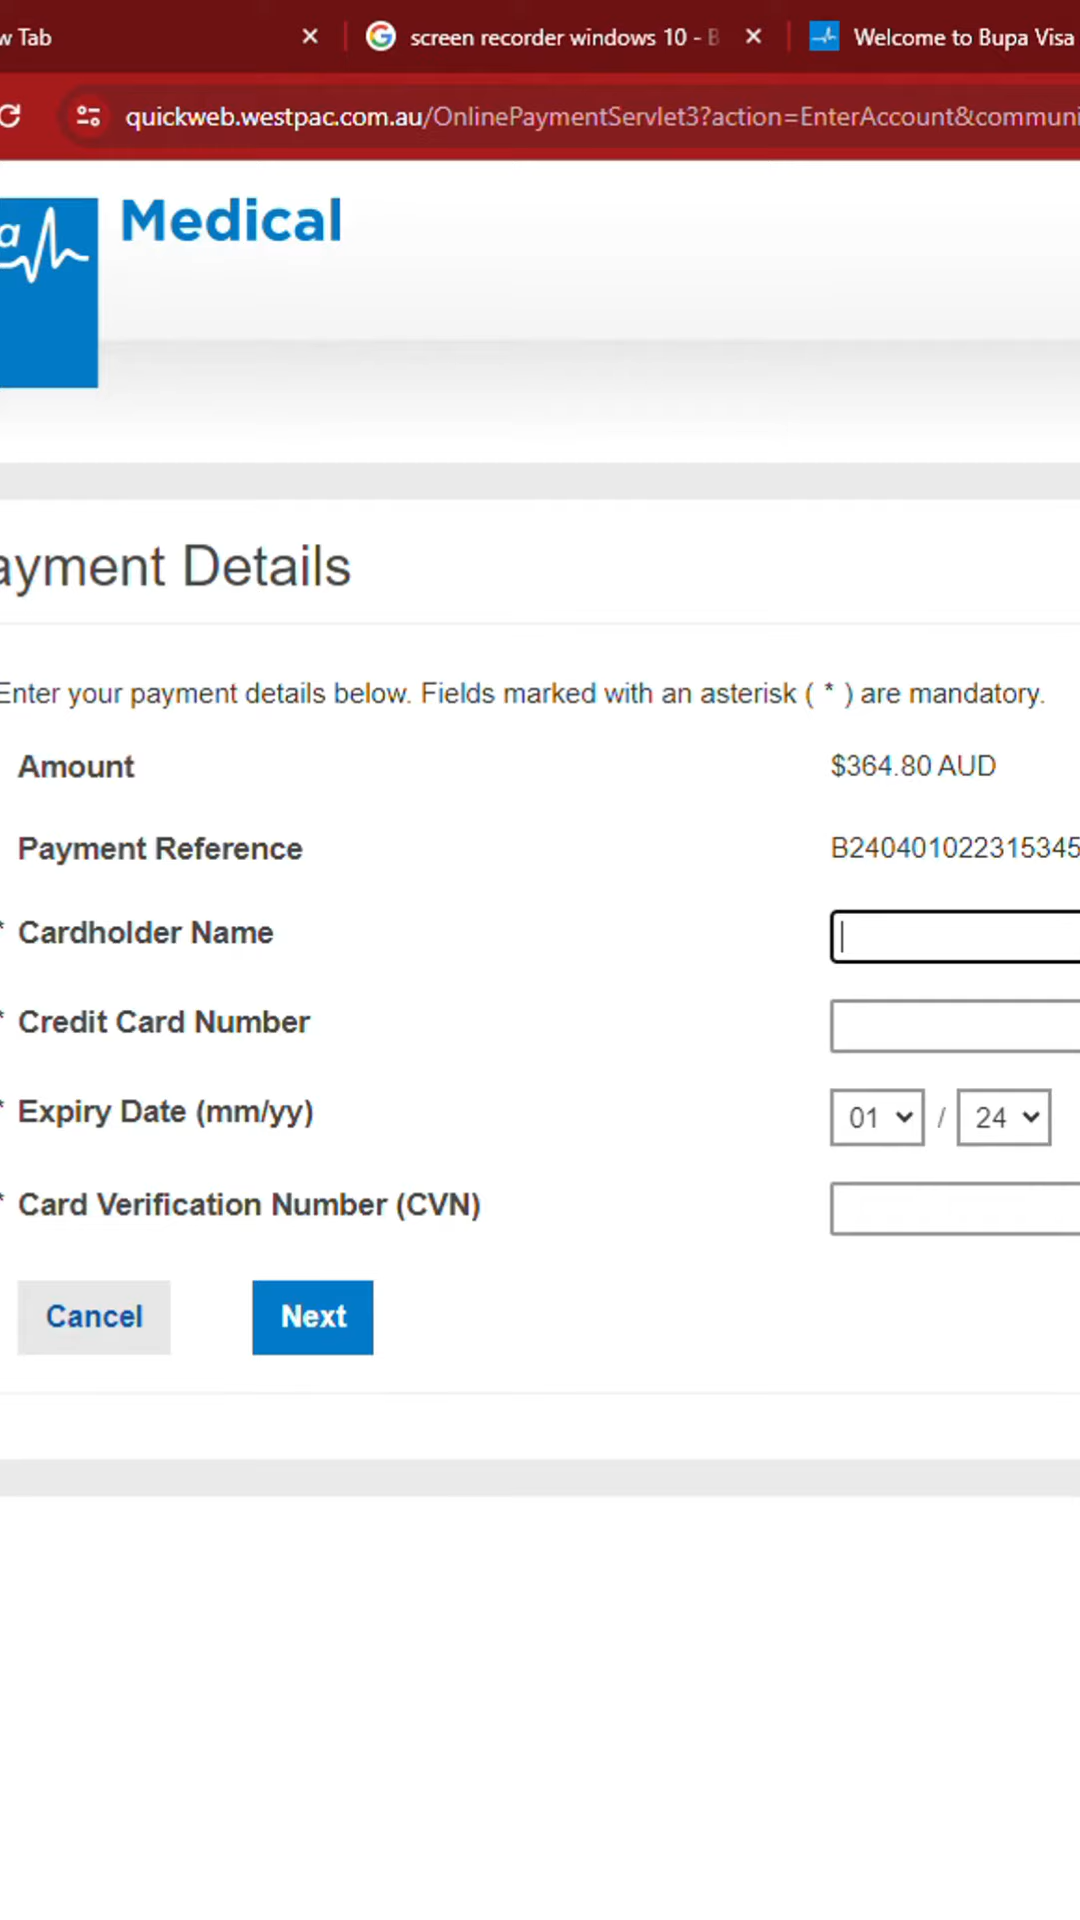 w Tab
screen recorder windows 10 -
Welcome to Bupa Visa
quickweb.westpac.com.au/OnlinePaymentServlet3?action=EnterAccount&communi
a
Medical
ayment Details
Enter your payment details below. Fields marked with an asterisk ( * ) are mandatory.
Amount $364.80 AUD
Payment Reference B240401022315345
* Cardholder Name
* Credit Card Number
* Expiry Date (mm/yy) 01 / 24
* Card Verification Number (CVN)
Cancel Next